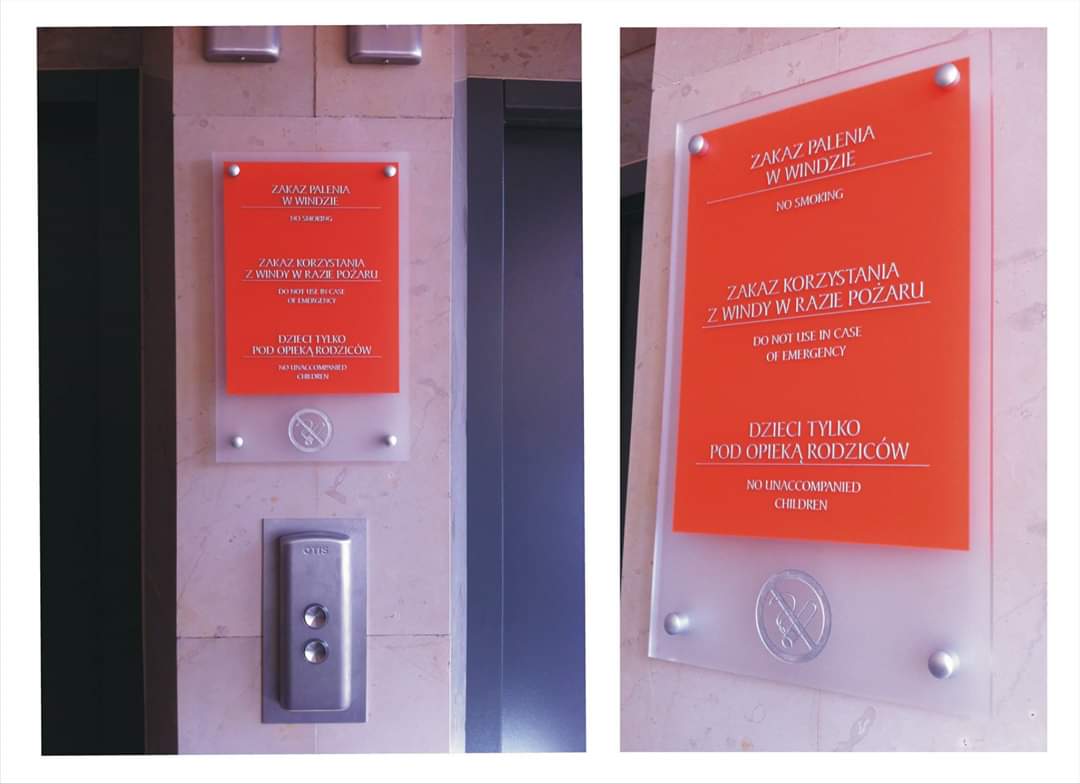 ZAKAZ PALENIA
W WINDZIE
NO SMOKING
ZAKAZ KORZYSTANIA
Z WINDY W RAZIE POŻARU
DO NOT USE IN CASE
OF EMERGENCY
DZIECI TYLKO
POD OPIEKĄ RODZICÓW
NO UNACCOMPANIED
CHILDREN
OTIS
ZAKAZ PALENIA
W WINDZIE
NO SMOKING
ZAKAZ KORZYSTANIA
Z WINDY W RAZIE POŻARU
DO NOT USE IN CASE
OF EMERGENCY
DZIECI TYLKO
POD OPIEKĄ RODZICÓW
NO UNACCOMPANIED
CHILDREN